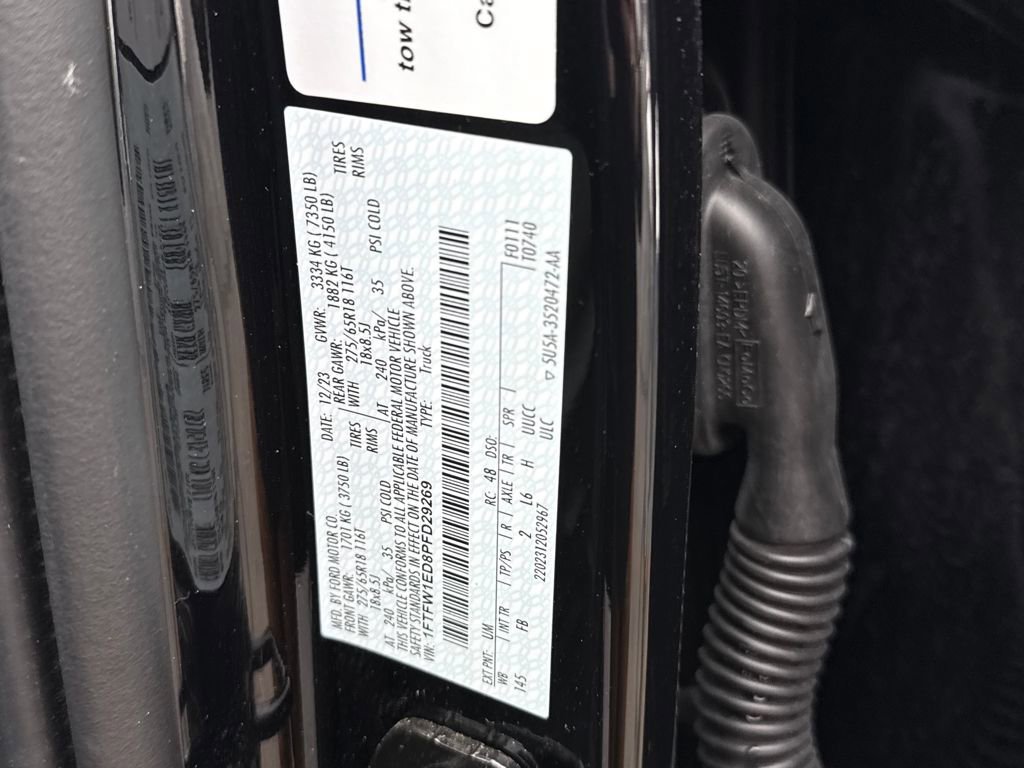 tow t
Ca
MFD. BY FORD MOTOR CO.
DATE: 12/23 GVWR: 3334 KG ( 7350 LB)
FRONT GAWR: 1701 KG ( 3750 LB) REAR GAWR: 1882 KG ( 4150 LB)
WITH 275/65R18 116T TIRES WITH 275/65R18 116T TIRES
18x8.5J RIMS 18x8.5J RIMS
AT 240 kPa/ 35 PSI COLD AT 240 kPa/ 35 PSI COLD
THIS VEHICLE CONFORMS TO ALL APPLICABLE FEDERAL MOTOR VEHICLE
SAFETY STANDARDS IN EFFECT ON THE DATE OF MANUFACTURE SHOWN ABOVE.
VIN: 1FTFW1ED8PFD29269 TYPE: Truck
EXT PNT: UM RC: 48 DSO: F0111
WB INT TR TP/PS R AXLE TR SPR T0740
145 FB 2 L6 H UUCC
2202312052967 ULC ▽ 5U5A-3520472-AA